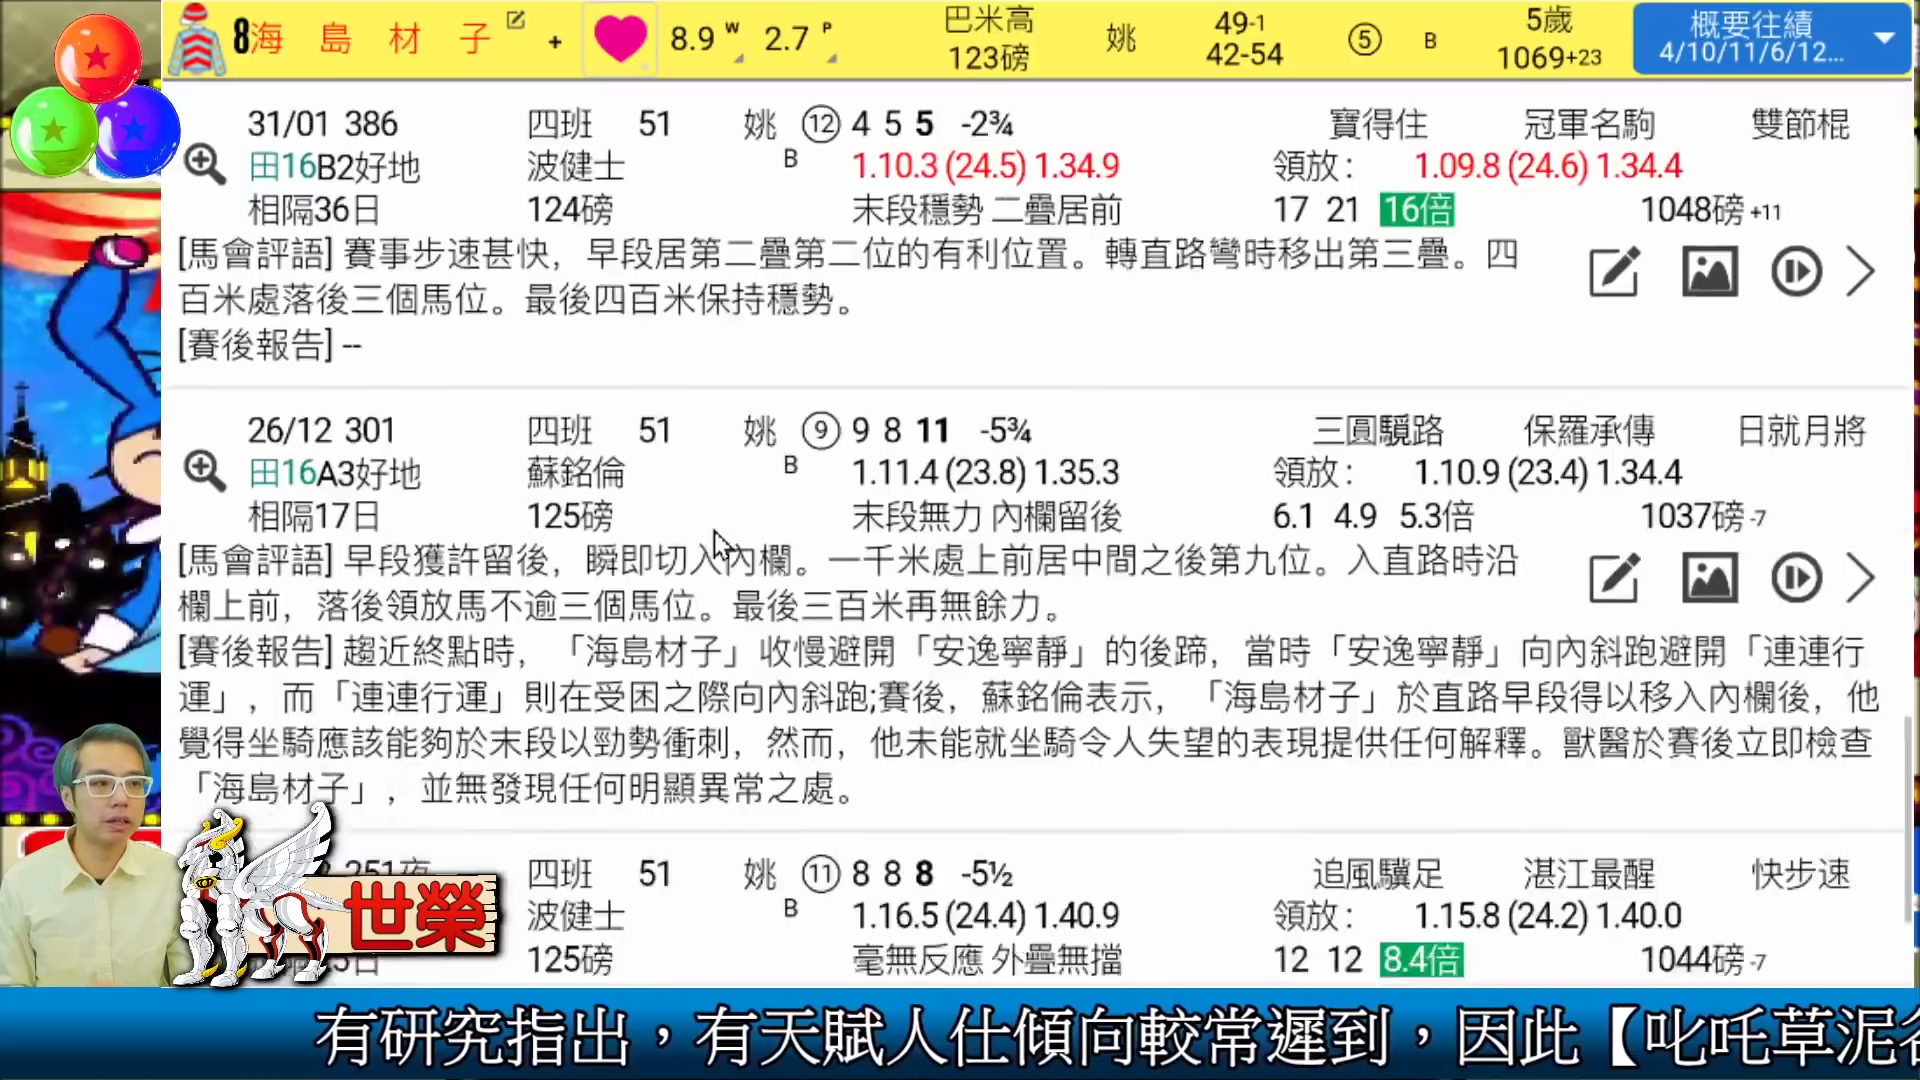 8海島材子 + 8.9 W 2.7 P 巴米高 姚 49-1 ⑤ B 5歲 概要往績
123磅 42-54 1069+23 4/10/11/6/12...
31/01 386 四班 51 姚 ⑫ 4 5 5 -2¾ 寶得住 冠軍名駒 雙節棍
田16B2好地 波健士 B 1.10.3 (24.5) 1.34.9 領放: 1.09.8 (24.6) 1.34.4
相隔36日 124磅 末段穩勢 二疊居前 17 21 16倍 1048磅 +11
[馬會評語] 賽事步速甚快，早段居第二疊第二位的有利位置。轉直路彎時移出第三疊。四
百米處落後三個馬位。最後四百米保持穩勢。
[賽後報告] --
26/12 301 四班 51 姚 ⑨ 9 8 11 -5¾ 三圓驌路 保羅承傳 日就月將
田16A3好地 蘇銘倫 B 1.11.4 (23.8) 1.35.3 領放: 1.10.9 (23.4) 1.34.4
相隔17日 125磅 末段無力 內欄留後 6.1 4.9 5.3倍 1037磅 -7
[馬會評語] 早段獲許留後，瞬即切入內欄。一千米處上前居中間之後第九位。入直路時沿
欄上前，落後領放馬不逾三個馬位。最後三百米再無餘力。
[賽後報告] 趨近終點時，「海島材子」收慢避開「安逸寧靜」的後蹄，當時「安逸寧靜」向內斜跑避開「連連行
運」，而「連連行運」則在受困之際向內斜跑;賽後，蘇銘倫表示，「海島材子」於直路早段得以移入內欄後，他
覺得坐騎應該能夠於末段以勁勢衝刺，然而，他未能就坐騎令人失望的表現提供任何解釋。獸醫於賽後立即檢查
「海島材子」，並無發現任何明顯異常之處。
251夜 四班 51 姚 ⑪ 8 8 8 -5½ 追風驥足 湛江最醒 快步速
波健士 B 1.16.5 (24.4) 1.40.9 領放: 1.15.8 (24.2) 1.40.0
日 125磅 毫無反應 外疊無擋 12 12 8.4倍 1044磅 -7
世榮
有研究指出，有天賦人仕傾向較常遲到，因此【叱吒草泥